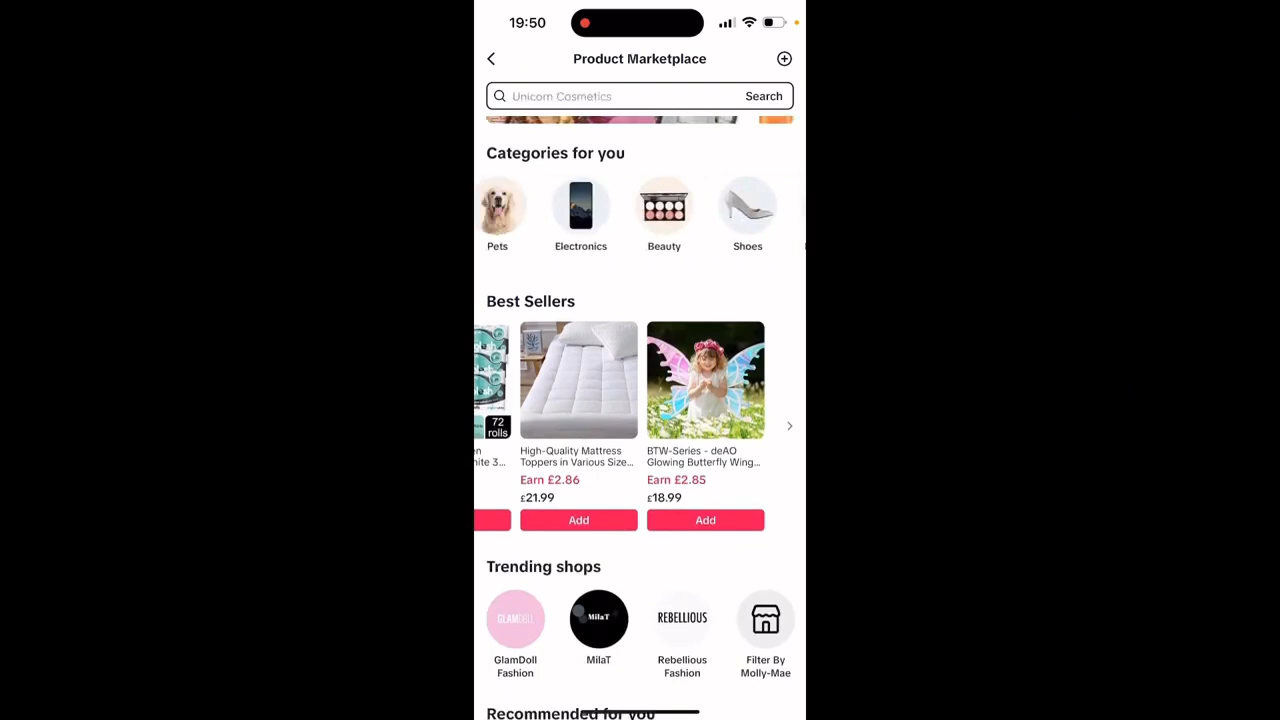 19:50
Product Marketplace
Unicorn Cosmetics
Search
Categories for you
Pets
Electronics
Beauty
Shoes
Best Sellers
72
rolls
High-Quality Mattress
Toppers in Various Size...
Earn £2.86
£21.99
Add
BTW-Series - deAO
Glowing Butterfly Wing...
Earn £2.85
£18.99
Add
Trending shops
GLAMDOLL
MilaT
REBELLIOUS
GlamDoll
Fashion
MilaT
Rebellious
Fashion
Filter By
Molly-Mae
Recommended for you